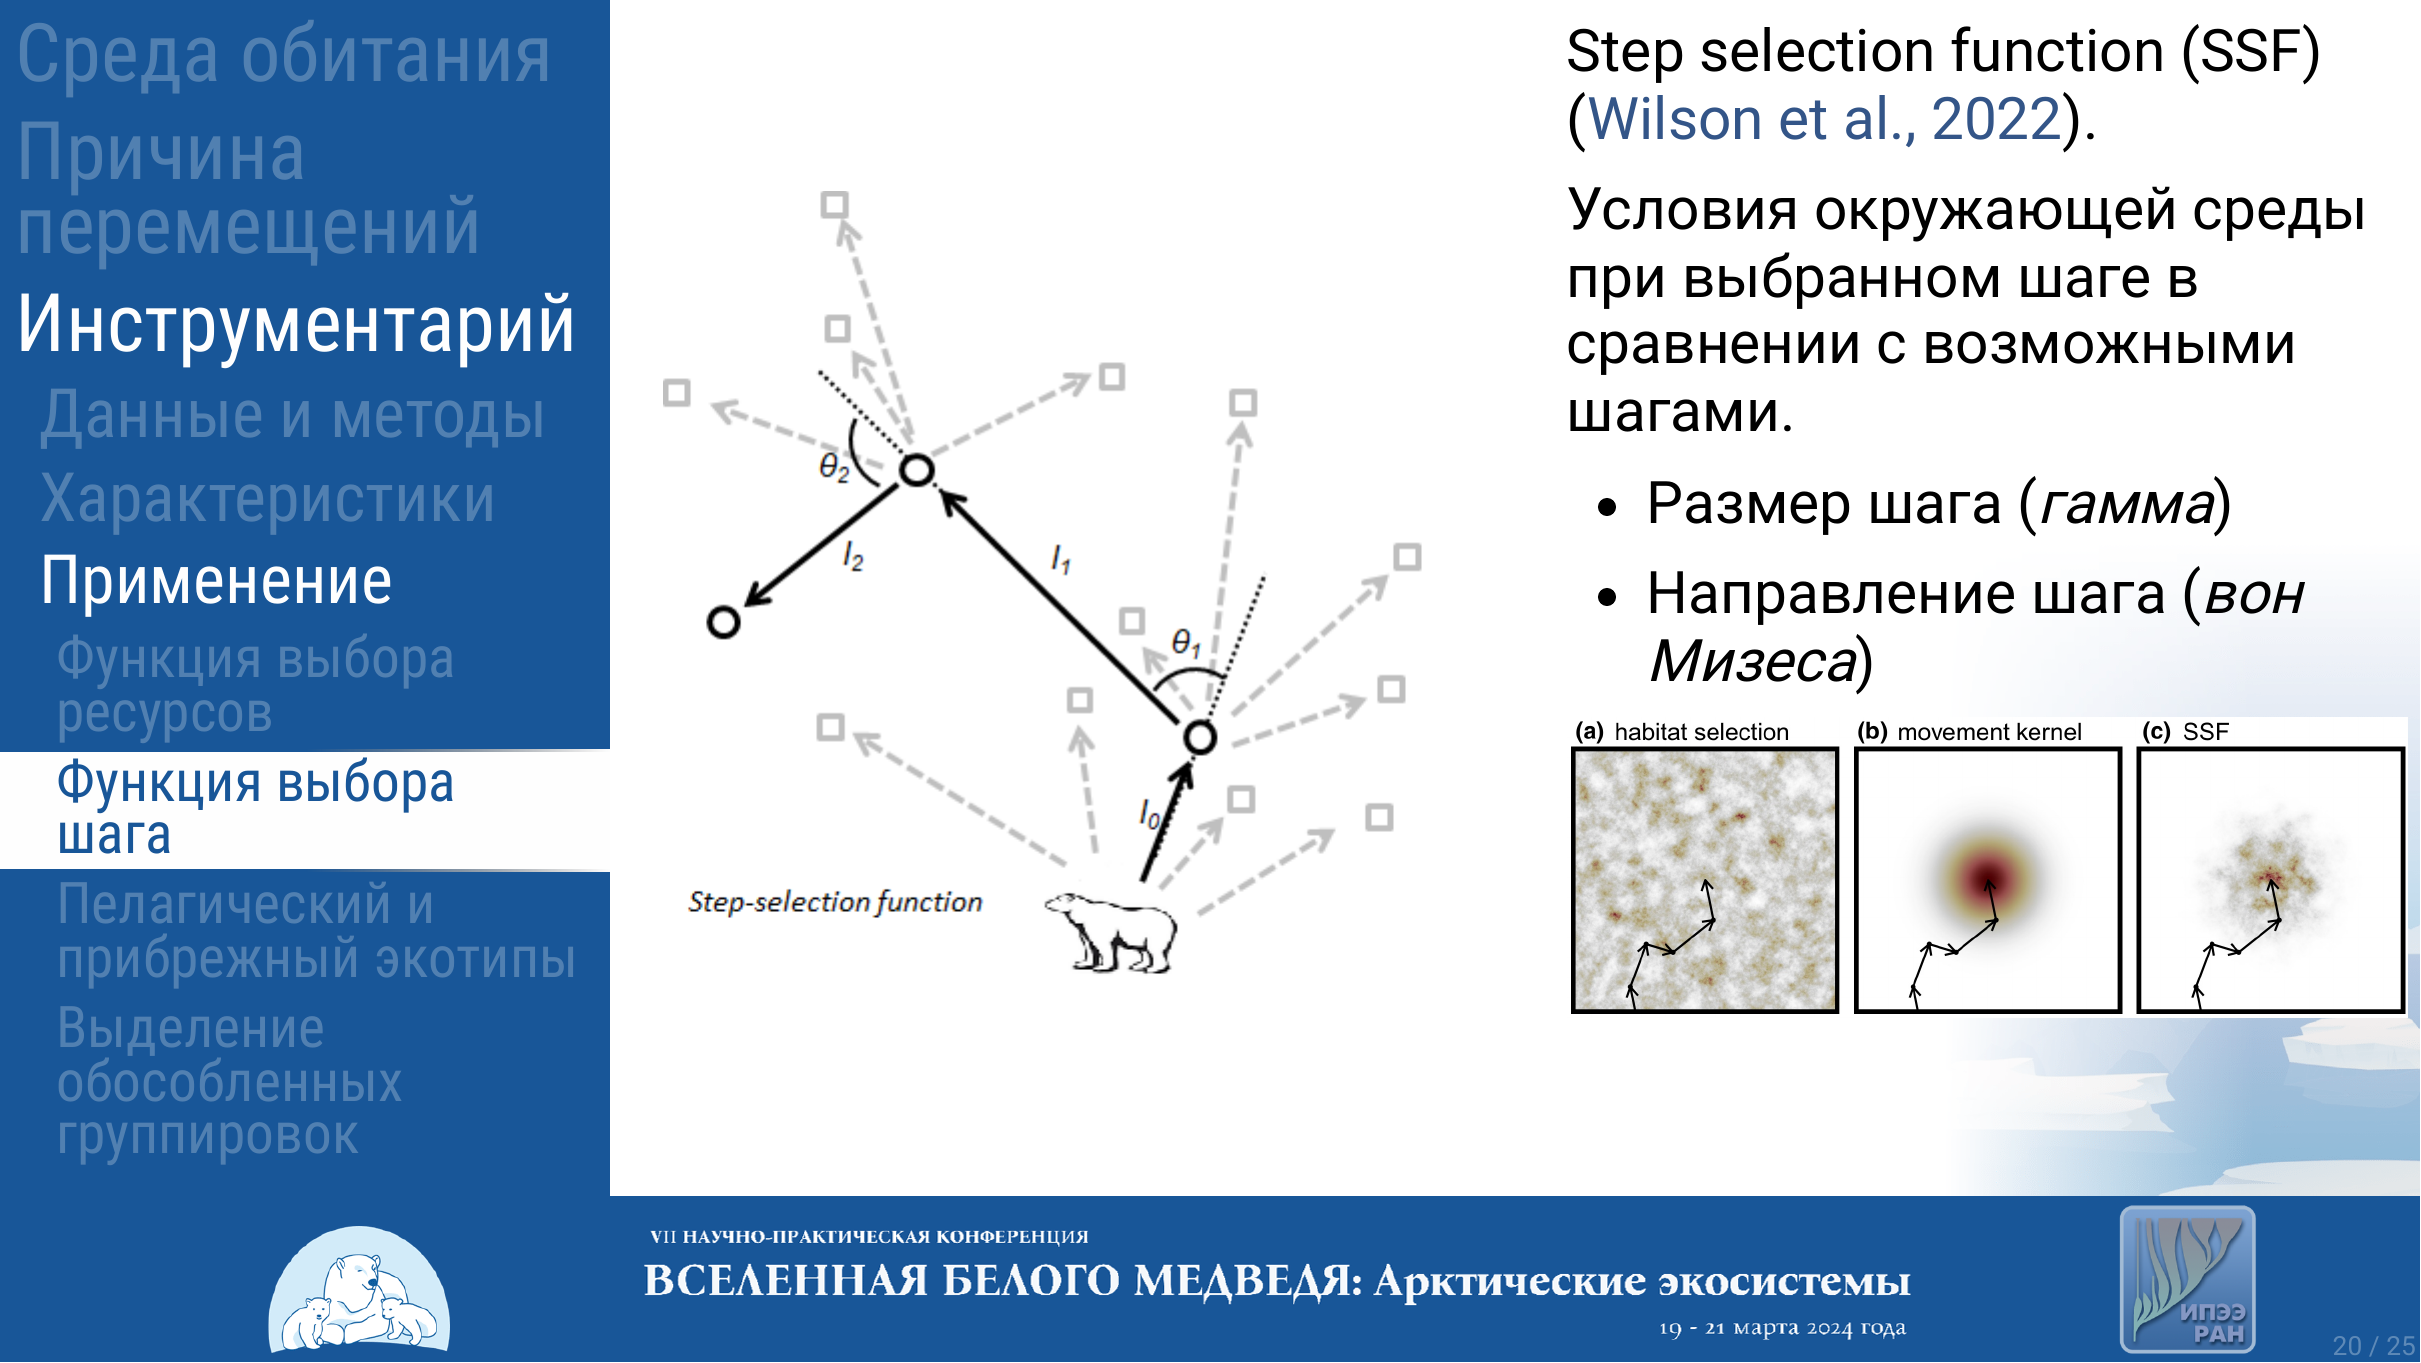 Среда обитания
Причина
перемещений
Инструментарий
Данные и методы
Характеристики
Применение
Функция выбора
ресурсов
Функция выбора
шага
Пелагический и
прибрежный экотипы
Выделение
обособленных
группировок
θ2
l2
l1
θ1
l0
Step-selection function
Step selection function (SSF)
(Wilson et al., 2022).
Условия окружающей среды
при выбранном шаге в
сравнении с возможными
шагами.
• Размер шага (гамма)
• Направление шага (вон
Мизеса)
(a) habitat selection
(b) movement kernel
(c) SSF
VII НАУЧНО-ПРАКТИЧЕСКАЯ КОНФЕРЕНЦИЯ
ВСЕЛЕННАЯ БЕЛОГО МЕДВЕДЯ: Арктические экосистемы
19 - 21 марта 2024 года
ИПЭЭ
РАН
20 / 25